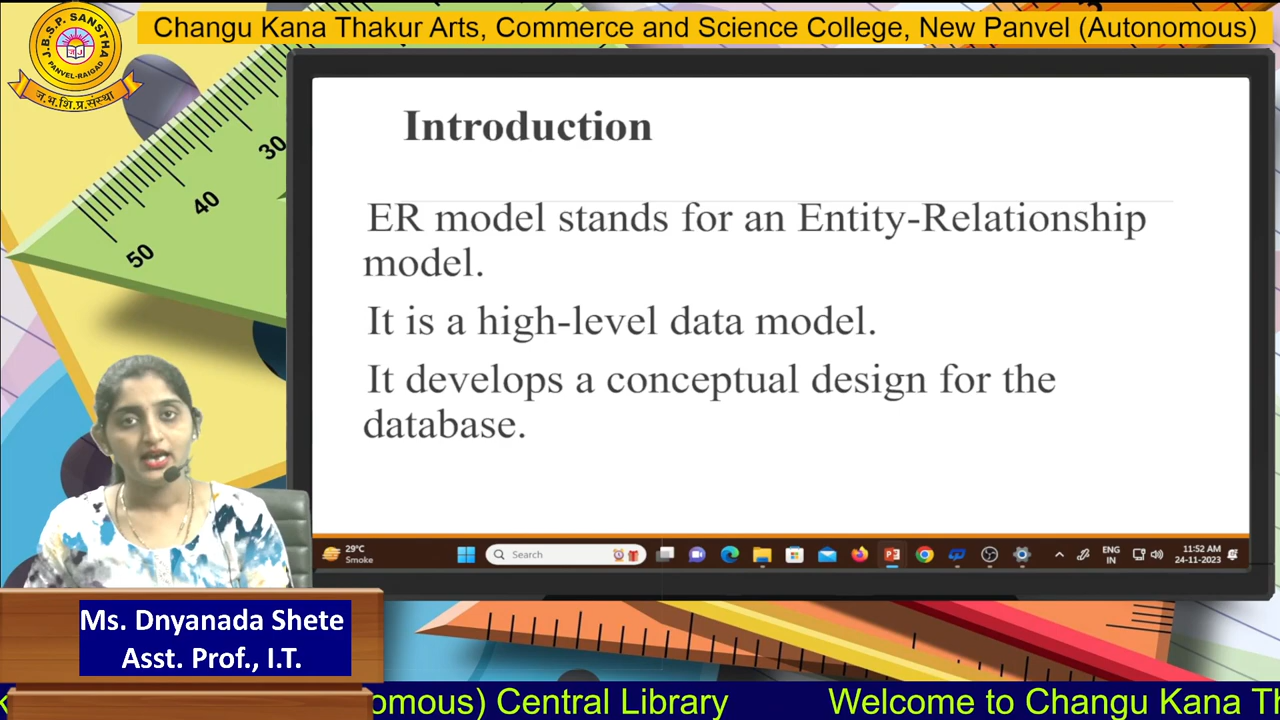 Changu Kana Thakur Arts, Commerce and Science College, New Panvel (Autonomous)
J.B.S.P. SANSTHA
PANVEL-RAIGAD
ज.भ.शि.प्र.संस्था
30
40
50
Introduction
ER model stands for an Entity-Relationship
model.
It is a high-level data model.
It develops a conceptual design for the
database.
29°C
Smoke
Search
ENG
IN
11:52 AM
24-11-2023
Ms. Dnyanada Shete
Asst. Prof., I.T.
omous) Central Library Welcome to Changu Kana Th